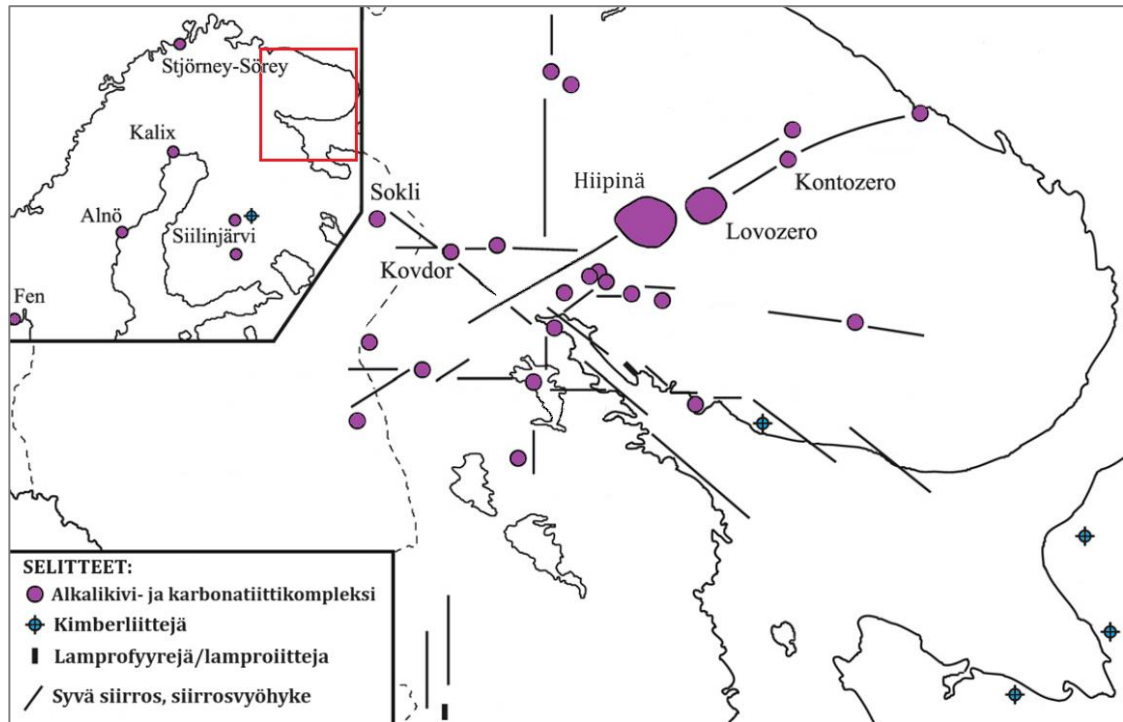 Stjörney-Sörey
Kalix
Alnö
Siilinjärvi
Fen
Sokli
Kovdor
Hiipinä
Lovozero
Kontozero
SELITTEET:
Alkalikivi- ja karbonatiittikompleksi
Kimberliittejä
Lamprofyyrejä/lamproiitteja
Syvä siirros, siirrosvyöhyke